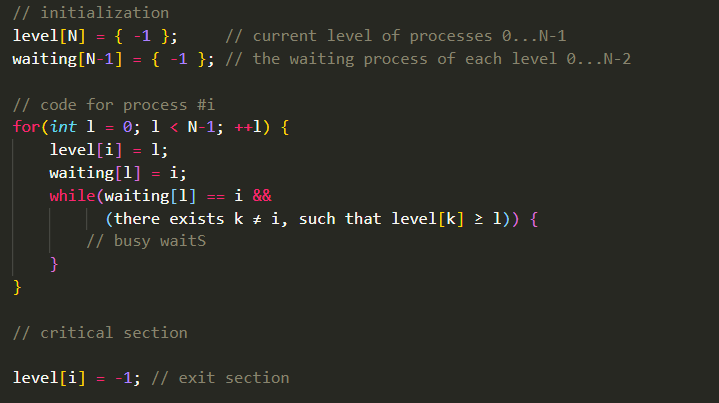 // initialization
level[N] = { -1 };     // current level of processes 0...N-1
waiting[N-1] = { -1 }; // the waiting process of each level 0...N-2
// code for process #i
for(int l = 0; l < N-1; ++l) {
    level[i] = l;
    waiting[l] = i;
    while(waiting[l] == i &&
          (there exists k ≠ i, such that level[k] ≥ l)) {
        // busy waitS
    }
}
// critical section
level[i] = -1; // exit section